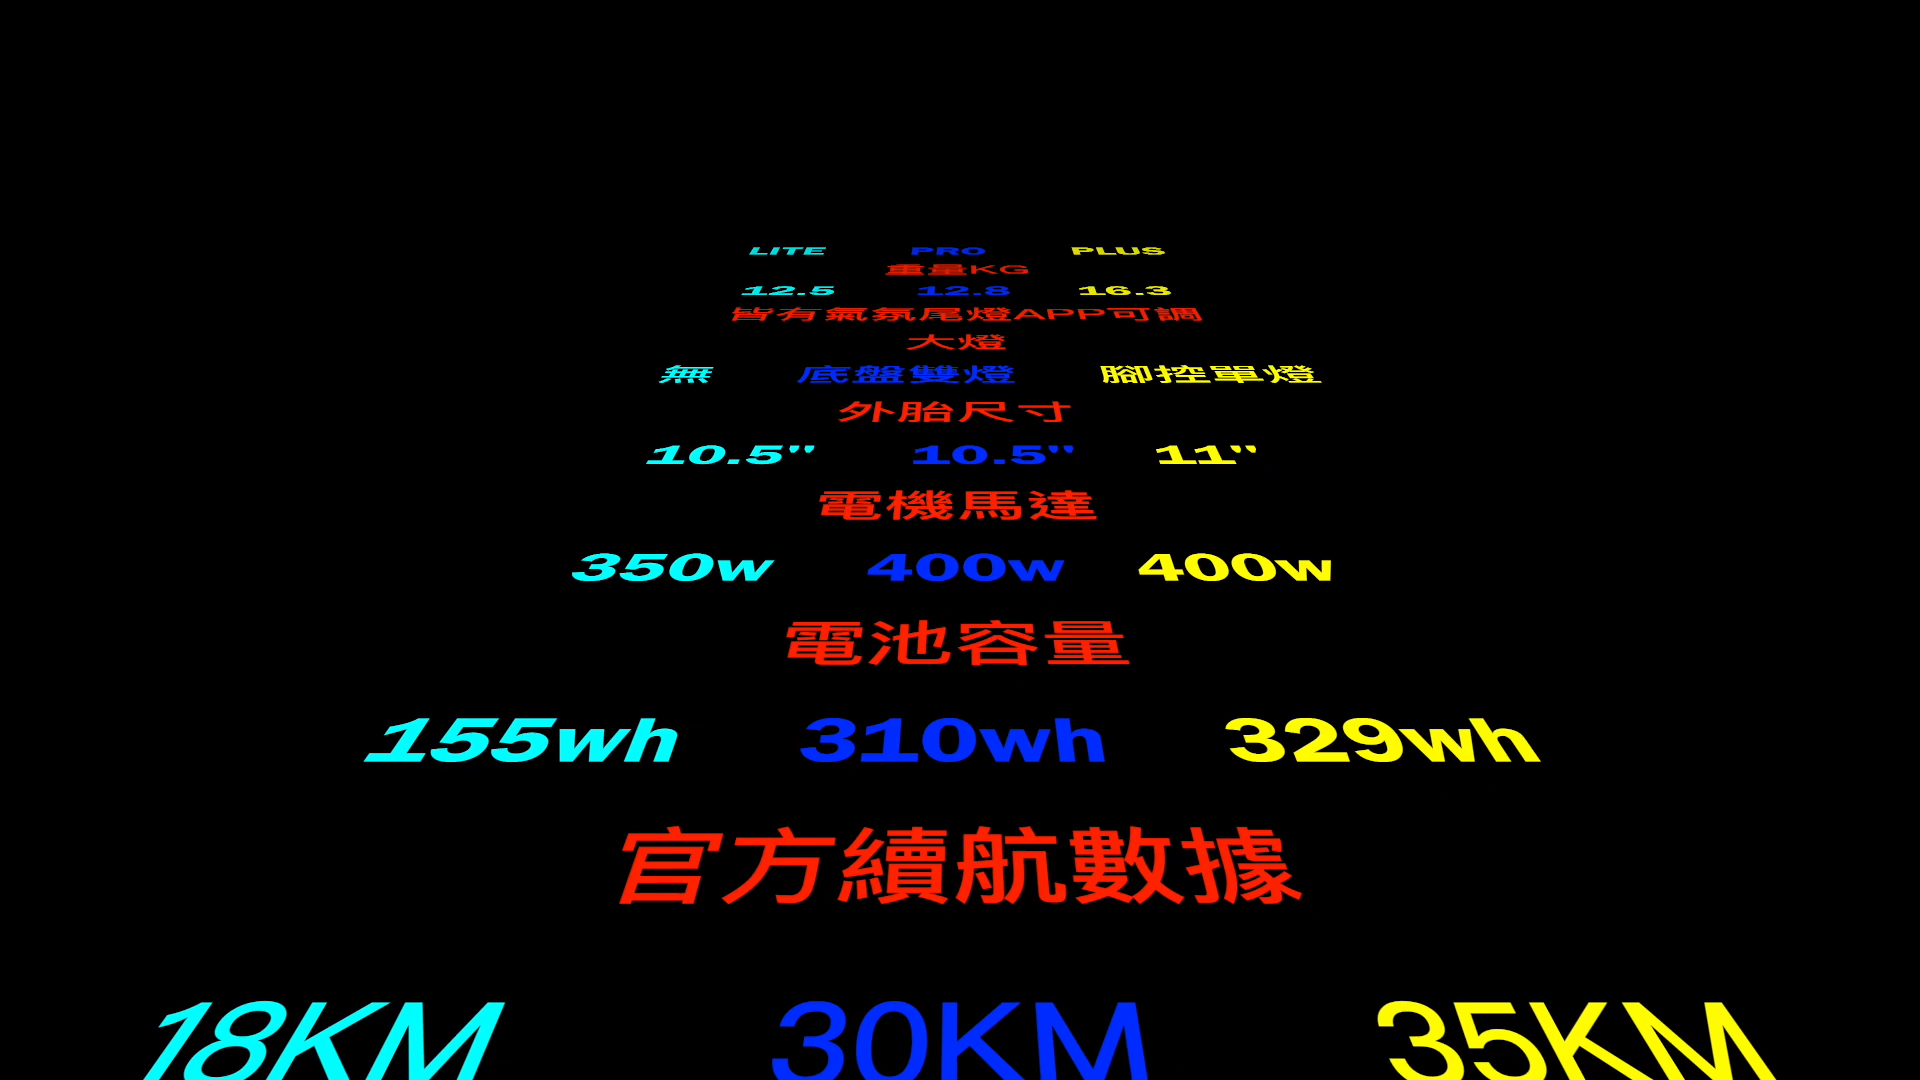 LITE PRO PLUS
重量KG
12.5 12.8 16.3
皆有氣氛尾燈APP可調
大燈
無 底盤雙燈 腳控單燈
外胎尺寸
10.5" 10.5" 11"
電機馬達
350w 400w 400w
電池容量
155wh 310wh 329wh
官方續航數據
18KM 30KM 35KM